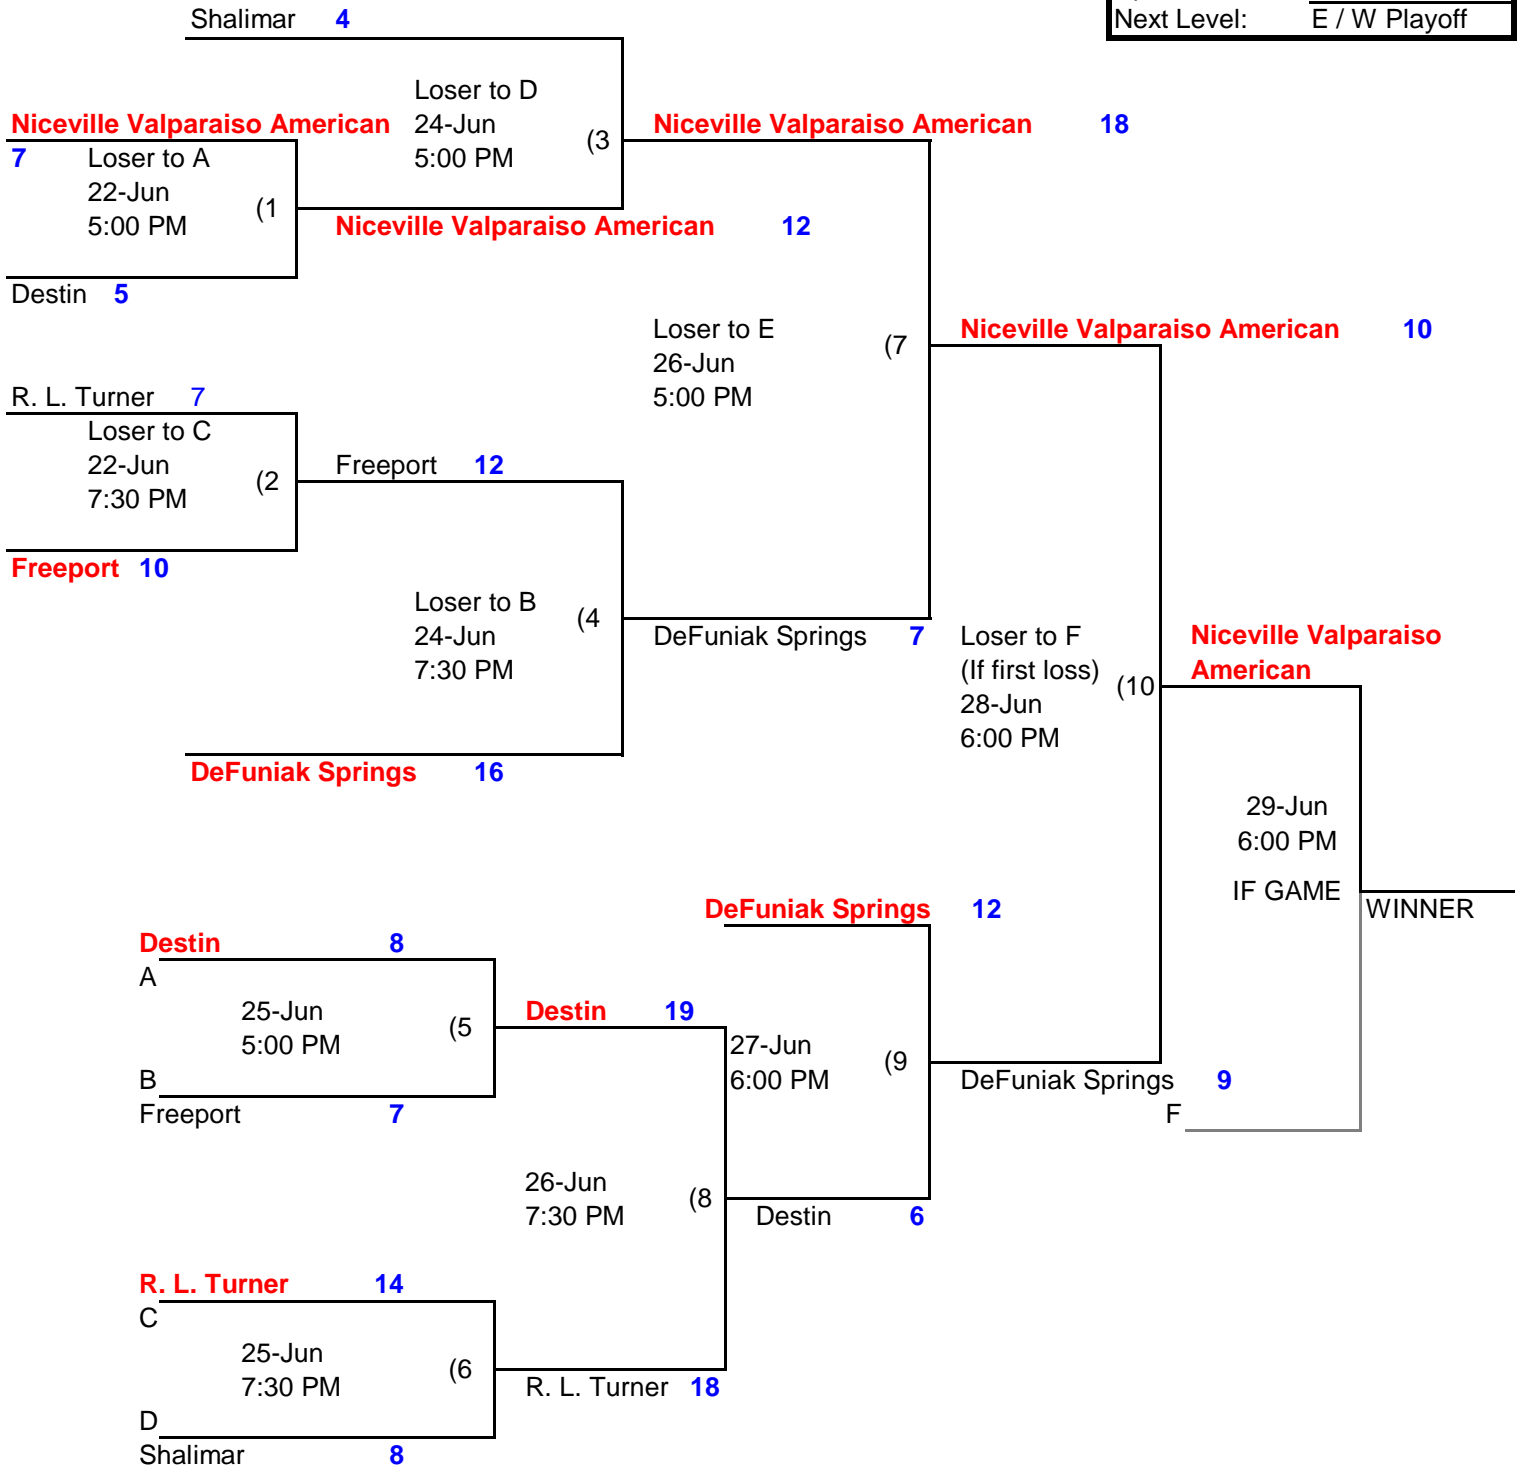 Shalimar 4
Next Level: E / W Playoff
Loser to D
Niceville Valparaiso American 24-Jun (3 Niceville Valparaiso American 18
7 Loser to A 5:00 PM
22-Jun
5:00 PM (1 Niceville Valparaiso American 12
Destin 5
Loser to E (7 Niceville Valparaiso American 10
26-Jun
5:00 PM
R. L. Turner 7
Loser to C
22-Jun Freeport 12
7:30 PM (2
Freeport 10
Loser to B (4
24-Jun DeFuniak Springs 7 Loser to F Niceville Valparaiso
7:30 PM (If first loss) (10 American
28-Jun
6:00 PM
DeFuniak Springs 16
29-Jun
6:00 PM
IF GAME WINNER
DeFuniak Springs 12
Destin 8
A
25-Jun (5 Destin 19
5:00 PM 27-Jun (9
B 6:00 PM DeFuniak Springs 9
Freeport 7 F
26-Jun (8
7:30 PM Destin 6
R. L. Turner 14
C
25-Jun (6
7:30 PM R. L. Turner 18
D
Shalimar 8